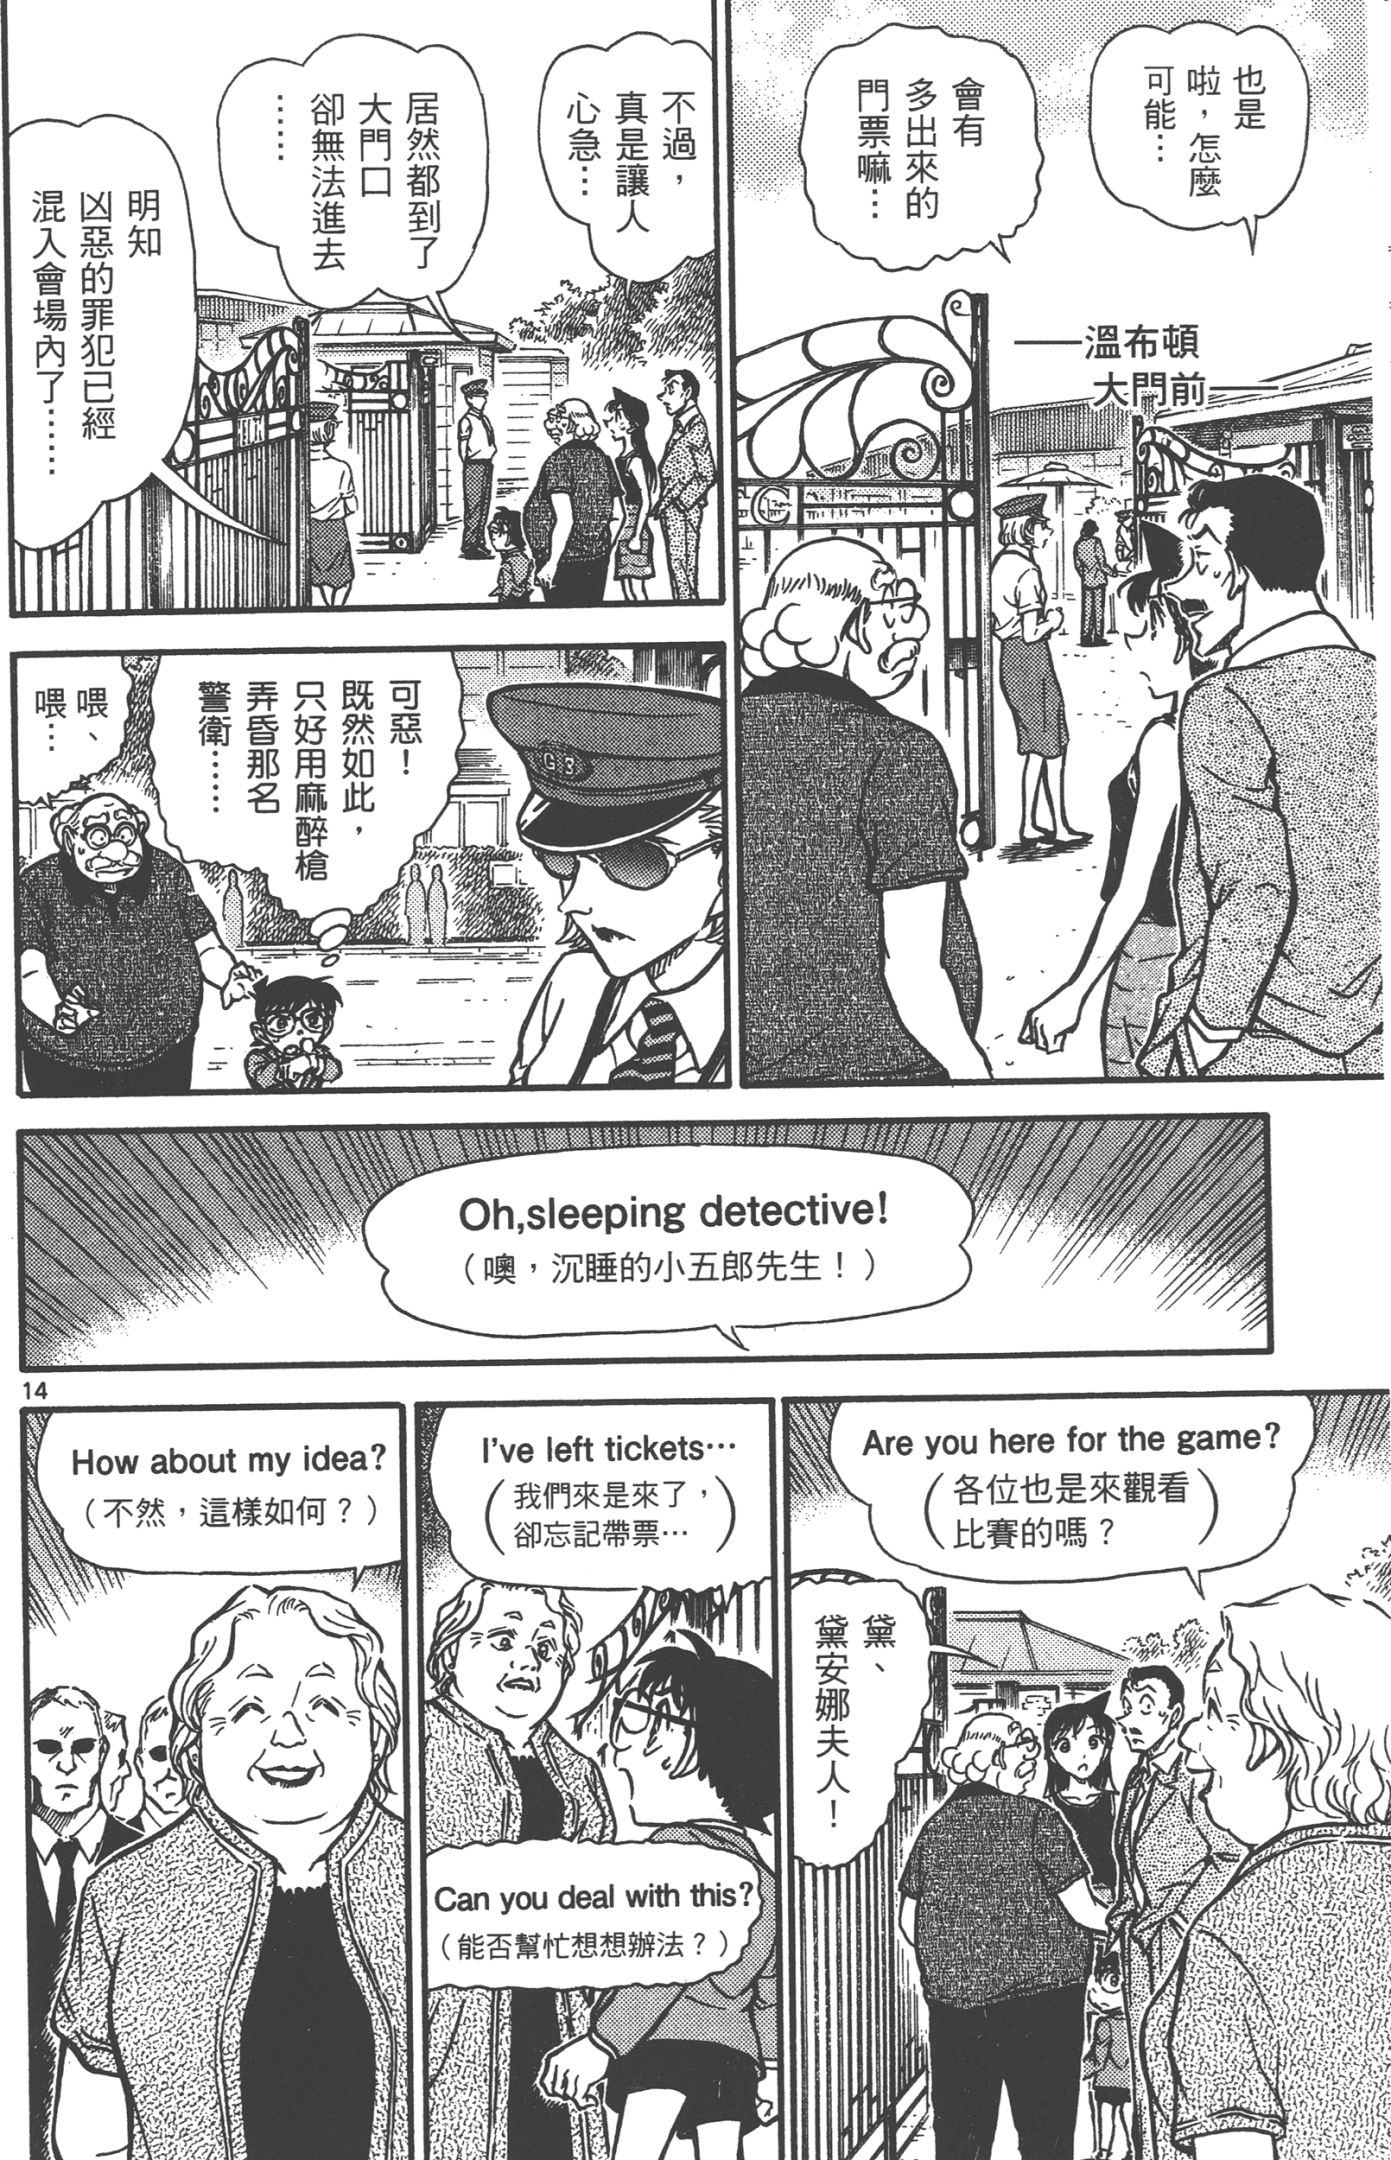 也是
啦，怎麼
可能…
會有
多出來的
門票嘛…
——溫布頓
大門前——
不過，
真是讓人
心急…
居然都到了
大門口
卻無法進去
……
明知
凶惡的罪犯已經
混入會場內了……
C
可惡！
既然如此，
只好用麻醉槍
弄昏那名
警衛……
喂、
喂…
G3
Oh,sleeping detective!
（噢，沉睡的小五郎先生！）
14
Are you here for the game?
（各位也是來觀看
比賽的嗎？）
黛、
黛安娜夫人！
I've left tickets…
（我們來是來了，
卻忘記帶票…）
Can you deal with this?
（能否幫忙想想辦法？）
How about my idea?
（不然，這樣如何？）